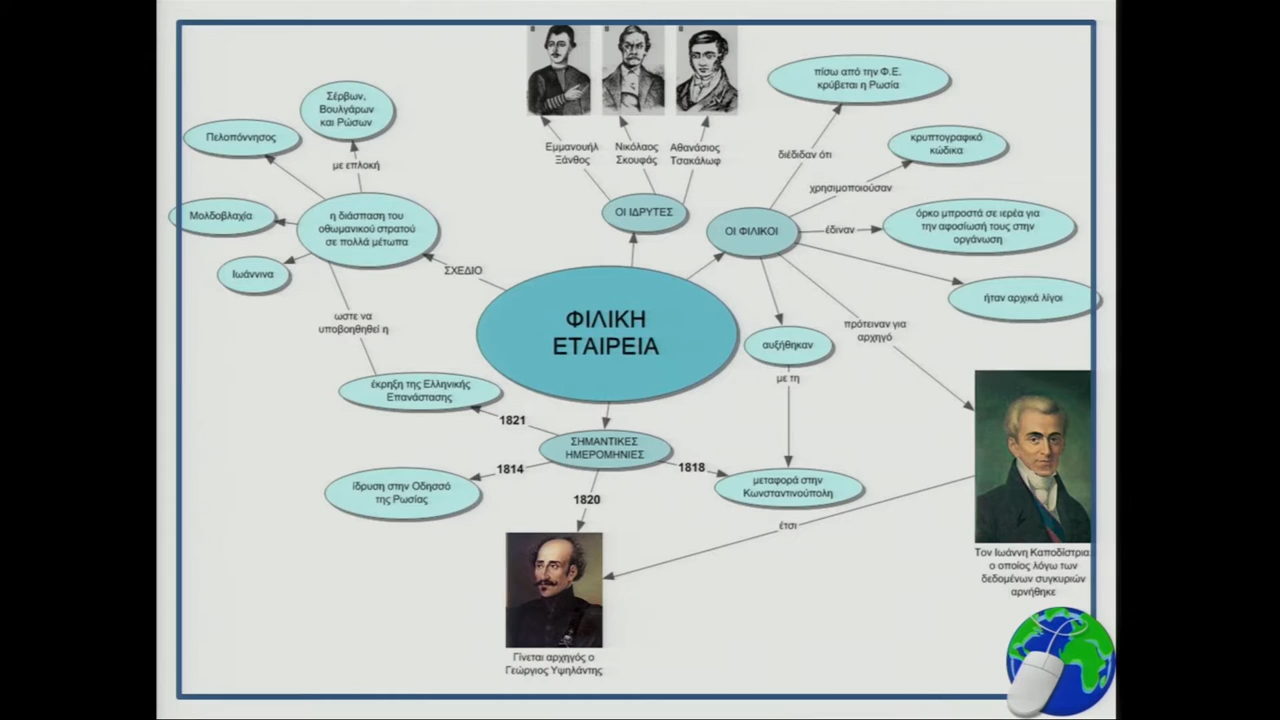 πίσω από την Φ.Ε.
κρύβεται η Ρωσία
Σέρβων,
Βουλγάρων
και Ρώσων
Πελοπόννησος
με επλοκή
Εμμανουήλ
Ξάνθος
Νικόλαος
Σκουφάς
Αθανάσιος
Τσακάλωφ
διέδιδαν ότι
κρυπτογραφικό
κώδικα
χρησιμοποιούσαν
Μολδοβλαχία
η διάσπαση του
οθωμανικού στρατού
σε πολλά μέτωπα
ΟΙ ΙΔΡΥΤΕΣ
ΟΙ ΦΙΛΙΚΟΙ
έδιναν
όρκο μπροστά σε ιερέα για
την αφοσίωσή τους στην
οργάνωση
Ιωάννινα
ΣΧΕΔΙΟ
ήταν αρχικά λίγοι
ωστε να
υποβοηθηθεί η
ΦΙΛΙΚΗ
ΕΤΑΙΡΕΙΑ
αυξήθηκαν
πρότειναν για
αρχηγό
με τη
έκρηξη της Ελληνικής
Επανάστασης
1821
ΣΗΜΑΝΤΙΚΕΣ
ΗΜΕΡΟΜΗΝΙΕΣ
1814
1818
ίδρυση στην Οδησσό
της Ρωσίας
1820
μεταφορά στην
Κωνσταντινούπολη
έτσι
Τον Ιωάννη Καποδίστρια
ο οποίος λόγω των
δεδομένων συγκυριών
αρνήθηκε
Γίνεται αρχηγός ο
Γεώργιος Υψηλάντης